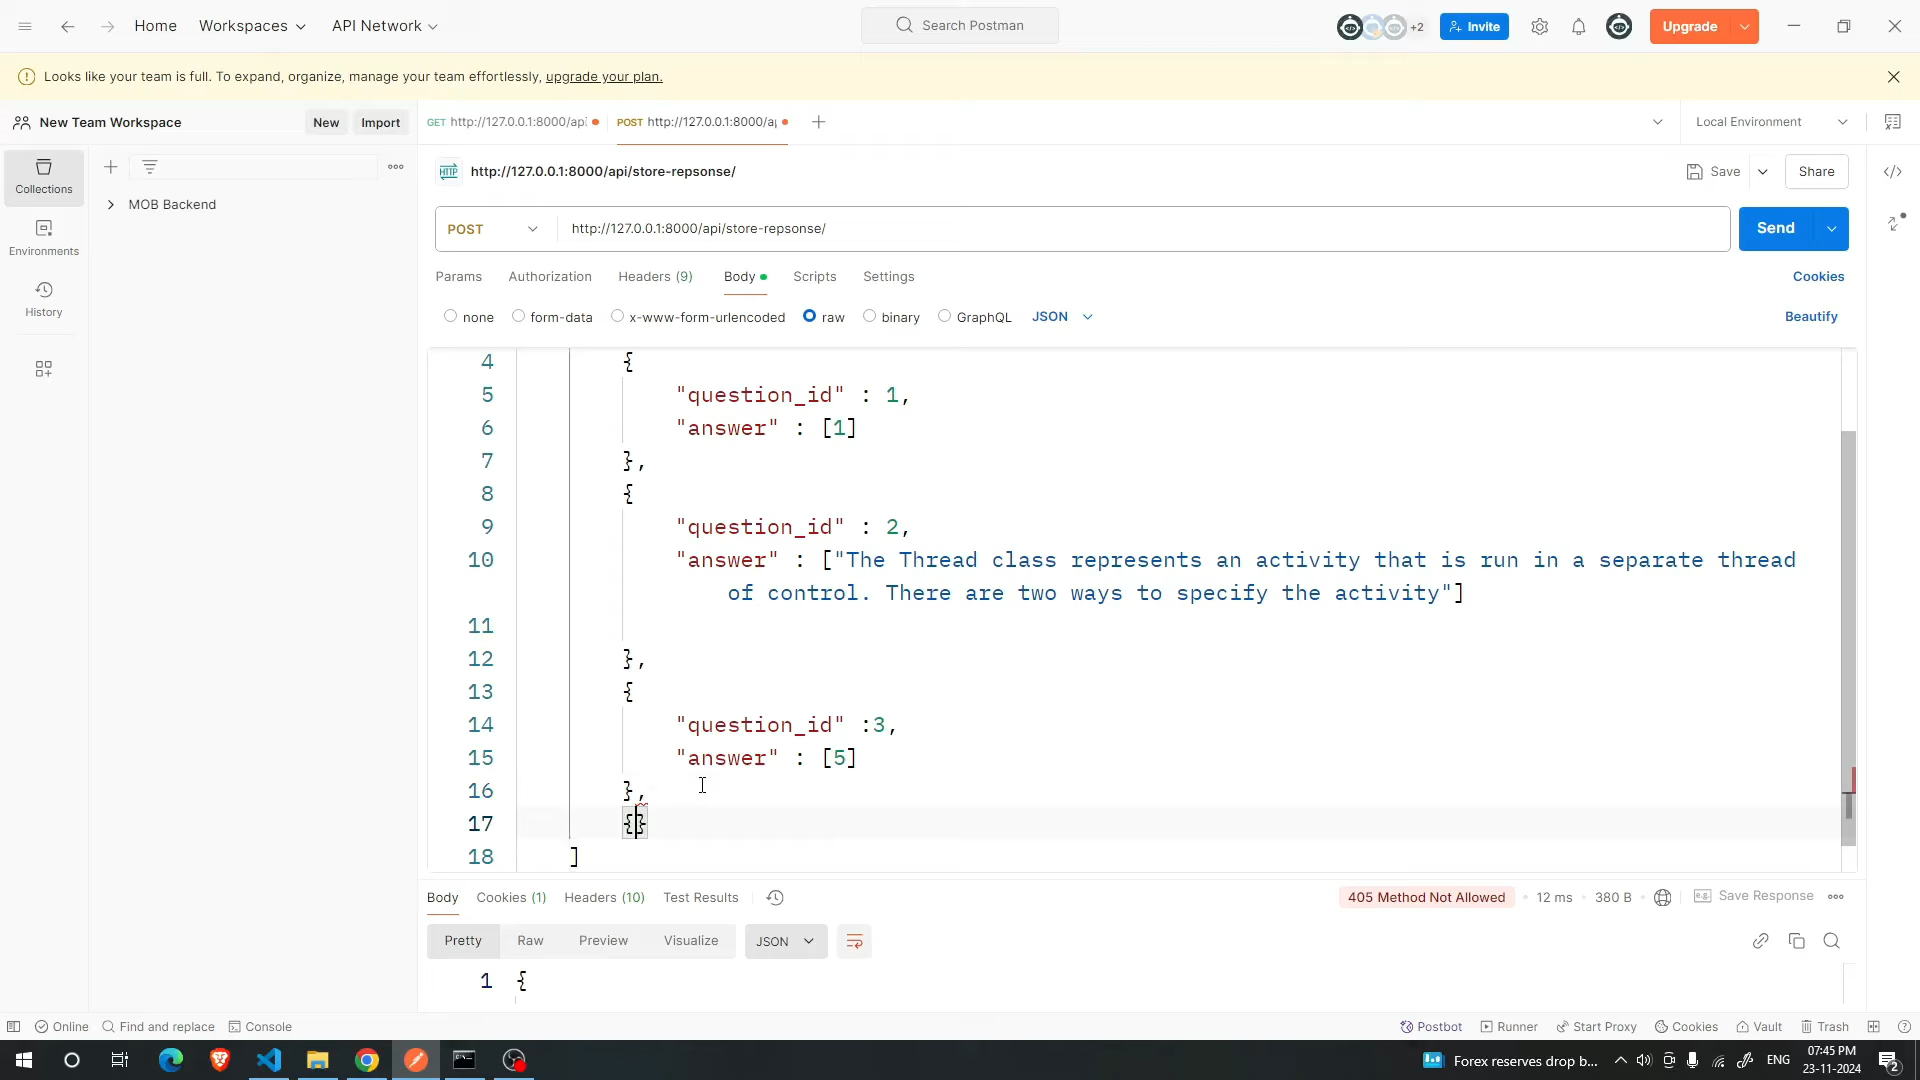 Home Workspaces API Network Search Postman +2 Invite Upgrade
Looks like your team is full. To expand, organize, manage your team effortlessly, upgrade your plan.
New Team Workspace New Import GET http://127.0.0.1:8000/api POST http://127.0.0.1:8000/a Local Environment
Collections
Environments
History
MOB Backend
HTTP http://127.0.0.1:8000/api/store-repsonse/ Save Share
POST http://127.0.0.1:8000/api/store-repsonse/ Send
Params Authorization Headers (9) Body Scripts Settings Cookies
none form-data x-www-form-urlencoded raw binary GraphQL JSON Beautify
4 {
5 "question_id" : 1,
6 "answer" : [1]
7 },
8 {
9 "question_id" : 2,
10 "answer" : ["The Thread class represents an activity that is run in a separate thread
of control. There are two ways to specify the activity"]
11
12 },
13 {
14 "question_id" :3,
15 "answer" : [5]
16 },
17 {}
18 ]
Body Cookies (1) Headers (10) Test Results 405 Method Not Allowed 12 ms 380 B e.g. Save Response
Pretty Raw Preview Visualize JSON
1 {
Online Find and replace Console Postbot Runner Start Proxy Cookies Vault Trash
Forex reserves drop b... ENG 07:45 PM
23-11-2024 2